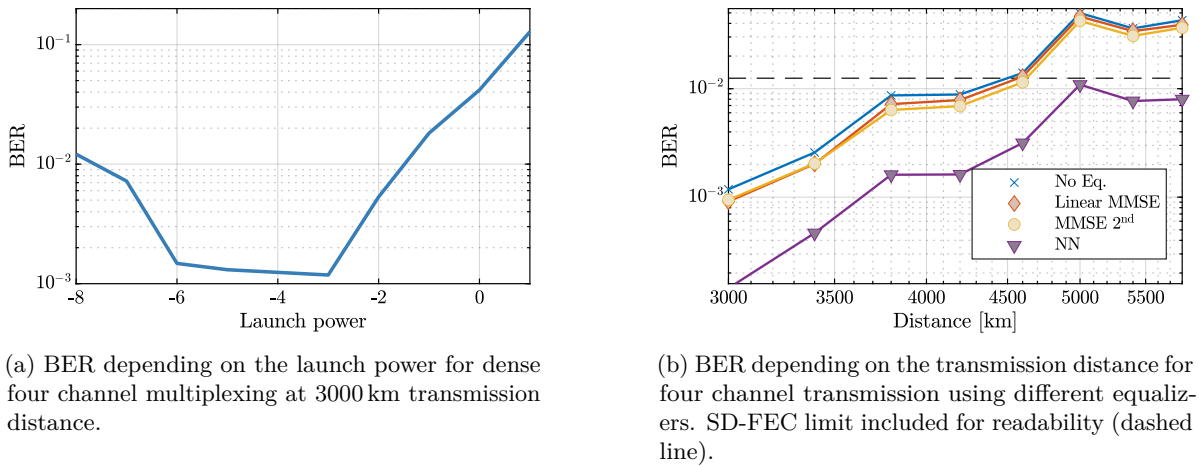 10⁻¹
10⁻²
10⁻³
BER
-8
-6
-4
-2
0
Launch power
(a) BER depending on the launch power for dense
four channel multiplexing at 3000 km transmission
distance.
10⁻²
10⁻³
BER
No Eq.
Linear MMSE
MMSE 2ⁿᵈ
NN
3000
3500
4000
4500
5000
5500
Distance [km]
(b) BER depending on the transmission distance for
four channel transmission using different equaliz-
ers. SD-FEC limit included for readability (dashed
line).